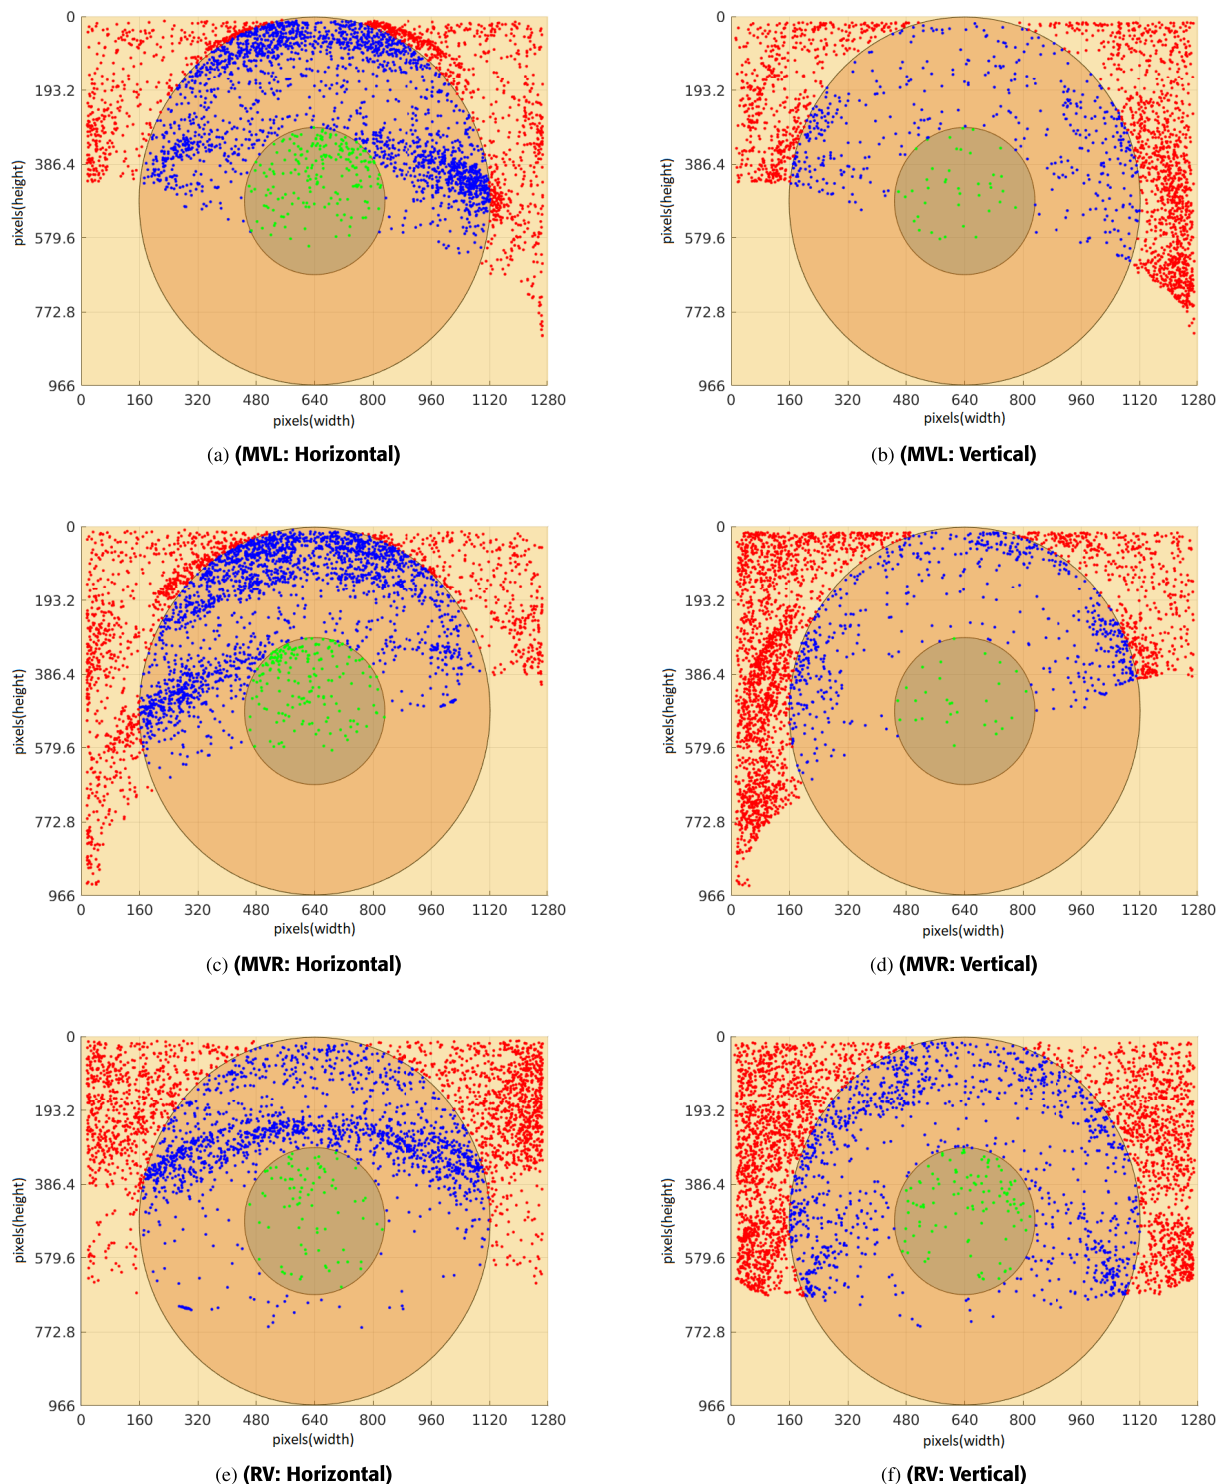 0
193.2
386.4
579.6
772.8
966
pixels(height)
0 160 320 480 640 800 960 1120 1280
pixels(width)
(a) (MVL: Horizontal)
0
193.2
386.4
579.6
772.8
966
pixels(height)
0 160 320 480 640 800 960 1120 1280
pixels(width)
(b) (MVL: Vertical)
0
193.2
386.4
579.6
772.8
966
pixels(height)
0 160 320 480 640 800 960 1120 1280
pixels(width)
(c) (MVR: Horizontal)
0
193.2
386.4
579.6
772.8
966
pixels(height)
0 160 320 480 640 800 960 1120 1280
pixels(width)
(d) (MVR: Vertical)
0
193.2
386.4
579.6
772.8
966
pixels(height)
0 160 320 480 640 800 960 1120 1280
pixels(width)
(e) (RV: Horizontal)
0
193.2
386.4
579.6
772.8
966
pixels(height)
0 160 320 480 640 800 960 1120 1280
pixels(width)
(f) (RV: Vertical)